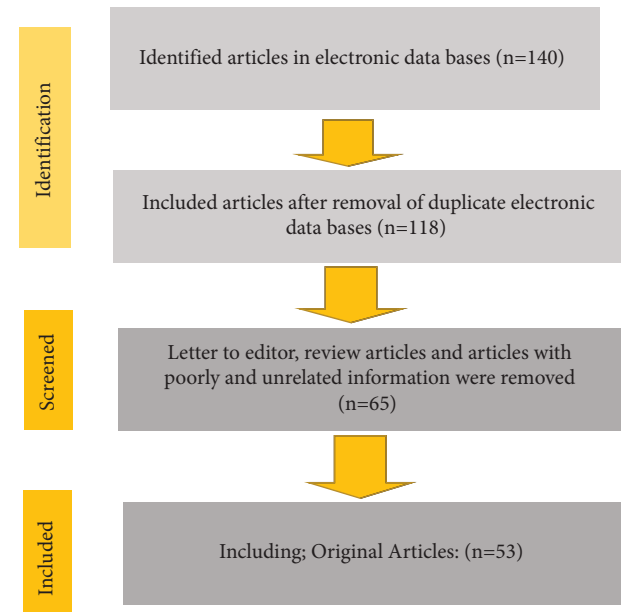 Identification
Identified articles in electronic data bases (n=140)
Included articles after removal of duplicate electronic
data bases (n=118)
Screened
Letter to editor, review articles and articles with
poorly and unrelated information were removed
(n=65)
Included
Including; Original Articles: (n=53)